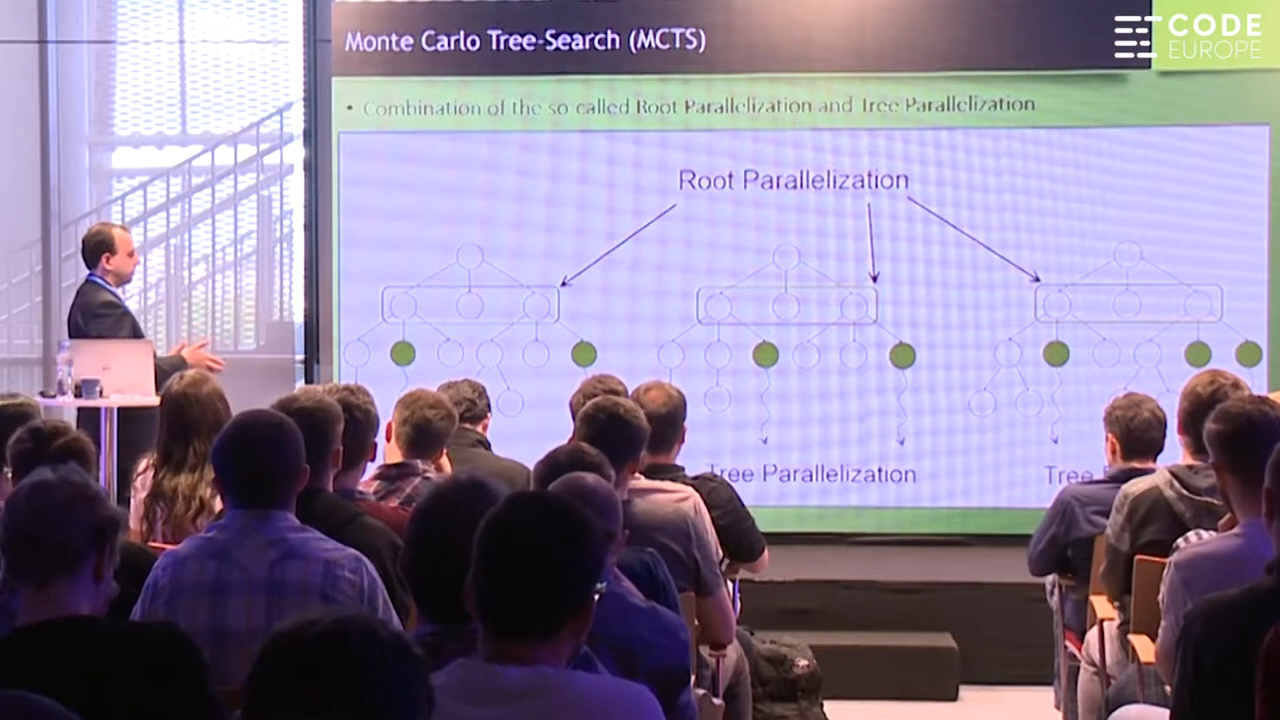 Monte Carlo Tree-Search (MCTS)
CODE
EUROPE
• Combination of the so called Root Parallelization and Tree Parallelization
Root Parallelization
Tree Parallelization
Tree